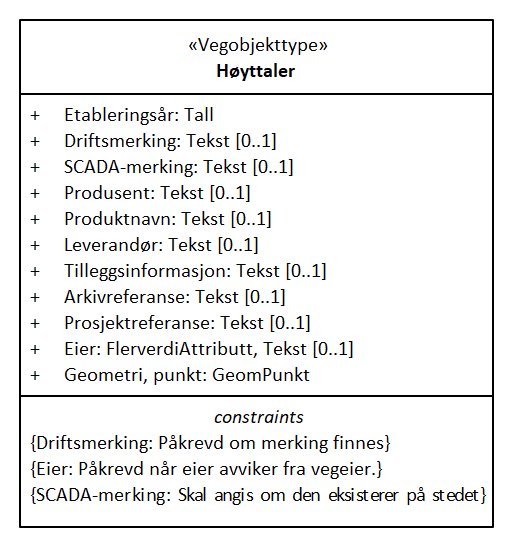 «Vegobjekttype»
Høyttaler
+ Etableringsår: Tall
+ Driftsmerking: Tekst [0..1]
+ SCADA-merking: Tekst [0..1]
+ Produsent: Tekst [0..1]
+ Produktnavn: Tekst [0..1]
+ Leverandør: Tekst [0..1]
+ Tilleggsinformasjon: Tekst [0..1]
+ Arkivreferanse: Tekst [0..1]
+ Prosjektreferanse: Tekst [0..1]
+ Eier: FlerverdiAttributt, Tekst [0..1]
+ Geometri, punkt: GeomPunkt
constraints
{Driftsmerking: Påkrevd om merking finnes}
{Eier: Påkrevd når eier avviker fra vegeier.}
{SCADA-merking: Skal angis om den eksisterer på stedet}